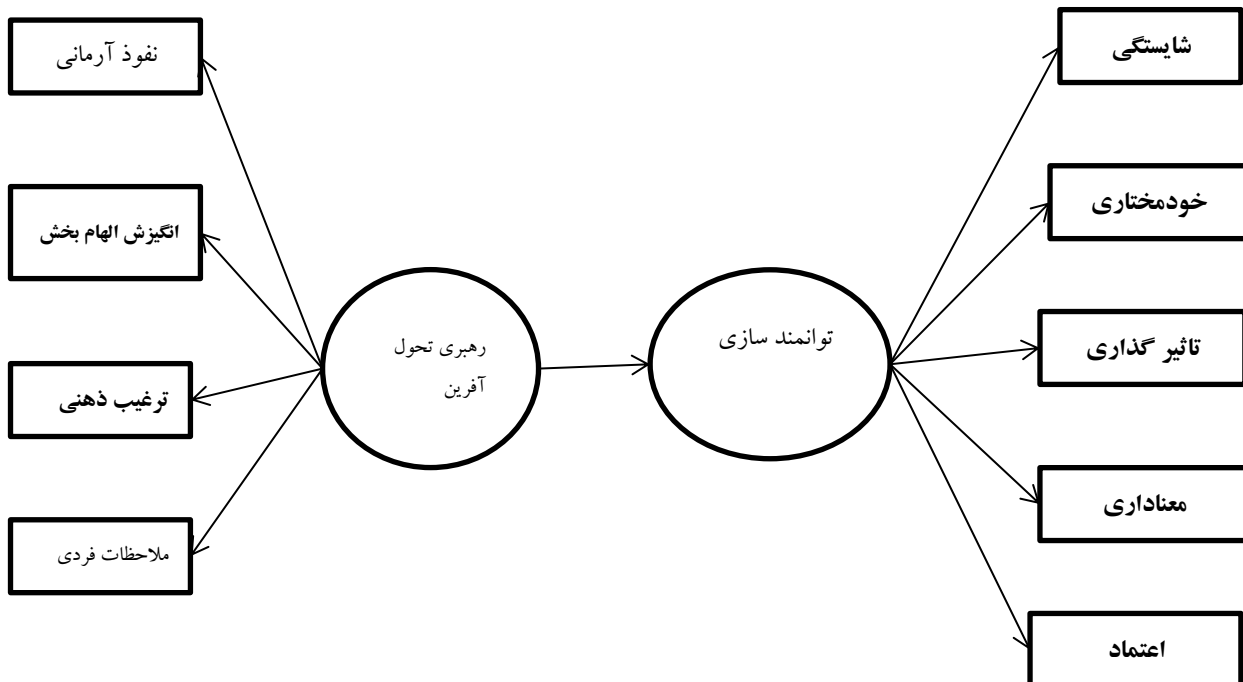 نفوذ آرمانی
انگیزش الهام بخش
ترغیب ذهنی
ملاحظات فردی
رهبری تحول
آفرین
توانمند سازی
شایستگی
خودمختاری
تاثیر گذاری
معناداری
اعتماد